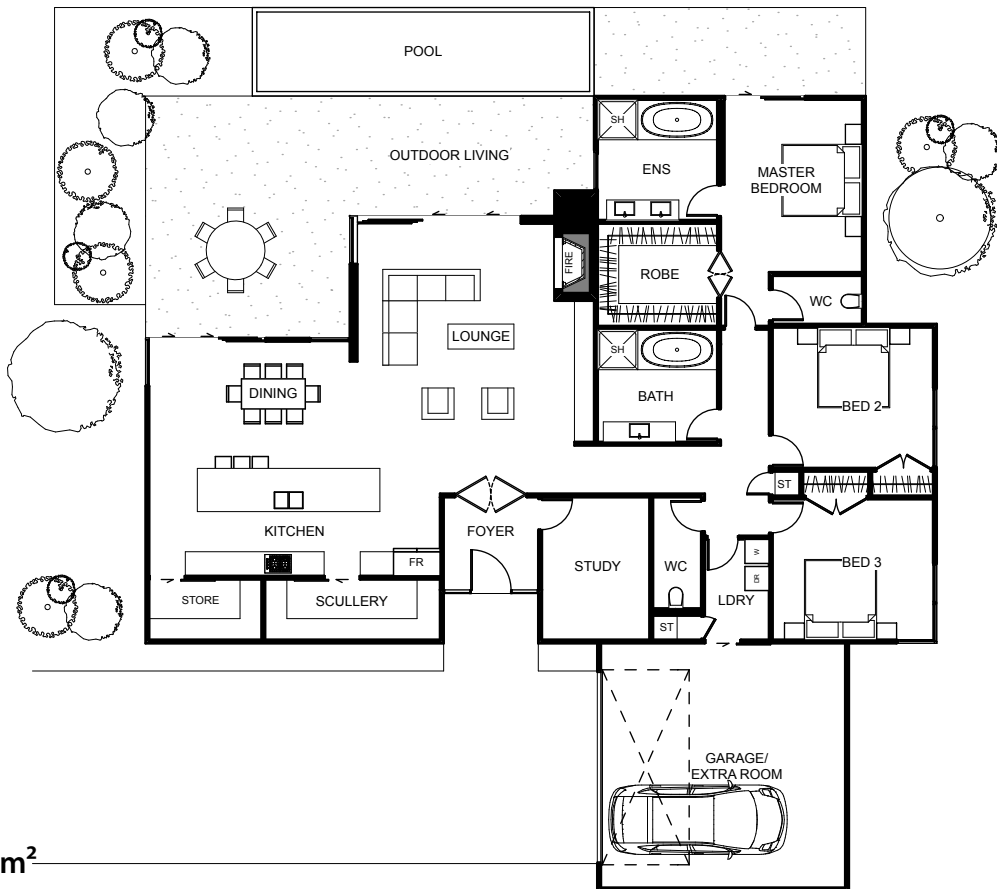 POOL
SH
OUTDOOR LIVING
ENS
MASTER
BEDROOM
FIRE
ROBE
WC
LOUNGE
SH
DINING
BATH
BED 2
ST
KITCHEN
FOYER
FR
STUDY
WC
W
DR
BED 3
STORE
SCULLERY
LDRY
ST
GARAGE/
EXTRA ROOM
m²